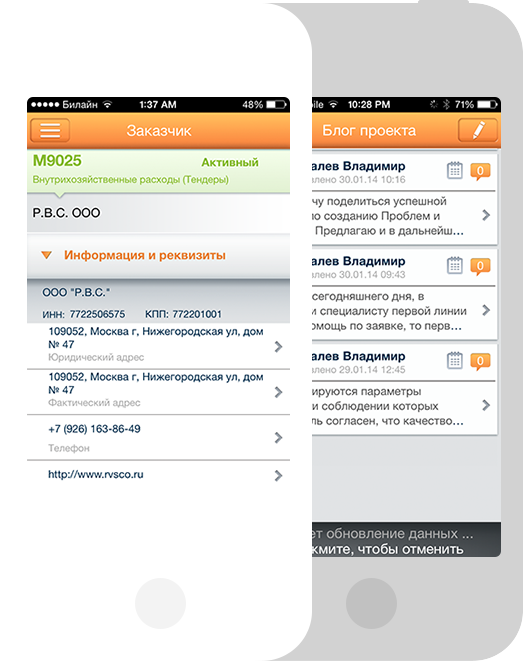 Билайн 1:37 AM 48%
Заказчик
M9025 Активный
Внутрихозяйственные расходы (Тендеры)
Р.В.С. ООО
Информация и реквизиты
ООО "Р.В.С."
ИНН: 7722506575 КПП: 772201001
109052, Москва г, Нижегородская ул, дом
№ 47
Юридический адрес
109052, Москва г, Нижегородская ул, дом
№ 47
Фактический адрес
+7 (926) 163-86-49
Телефон
http://www.rvsco.ru
bile 10:28 PM 71%
Блог проекта
алев Владимир
влено 30.01.14 10:16
0
чу поделиться успешной
по созданию Проблем и
Предлагаю и в дальнейш...
алев Владимир
влено 30.01.14 09:43
0
сегодняшнего дня, в
и специалисту первой линии
омощь по заявке, то перв...
алев Владимир
влено 29.01.14 12:45
0
ируются параметры
и соблюдении которых
ль согласен, что качество...
ет обновление данных ...
жмите, чтобы отменить